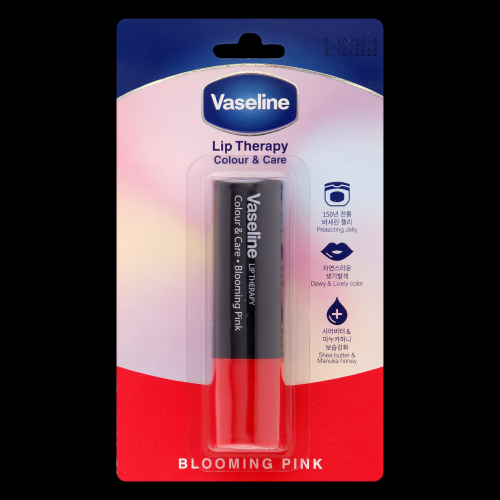 Vaseline
Lip Therapy
Colour & Care
Vaseline LIP THERAPY
Colour & Care • Blooming Pink
150년 전통
바세린 젤리
Protecting Jelly
자연스러운
생기발색
Dewy & Lively color
시어버터 &
마누카허니
보습강화
Shea butter &
Manuka honey
BLOOMING PINK